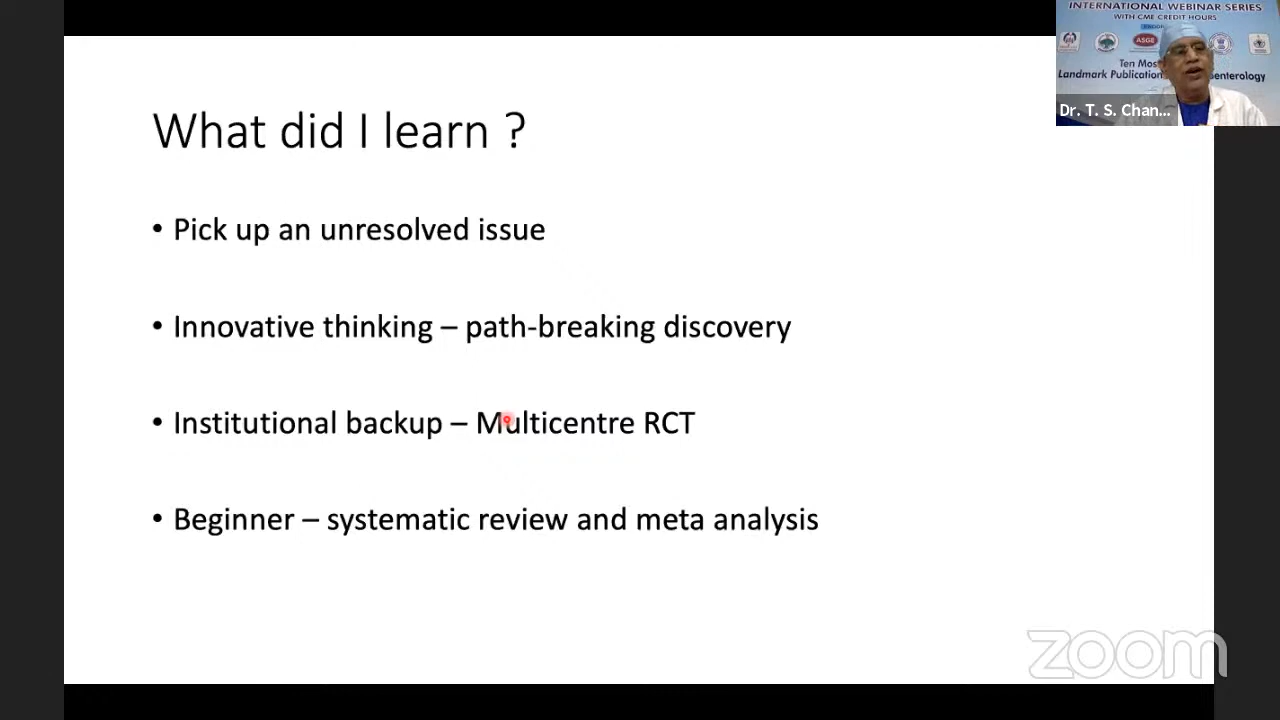 What did I learn ?
• Pick up an unresolved issue
• Innovative thinking – path-breaking discovery
• Institutional backup – Multicentre RCT
• Beginner – systematic review and meta analysis
INTERNATIONAL WEBINAR SERIES
WITH CME CREDIT HOURS
ASGE
Ten Mos
Landmark Publication enterology
Dr. T. S. Chan...
zoom